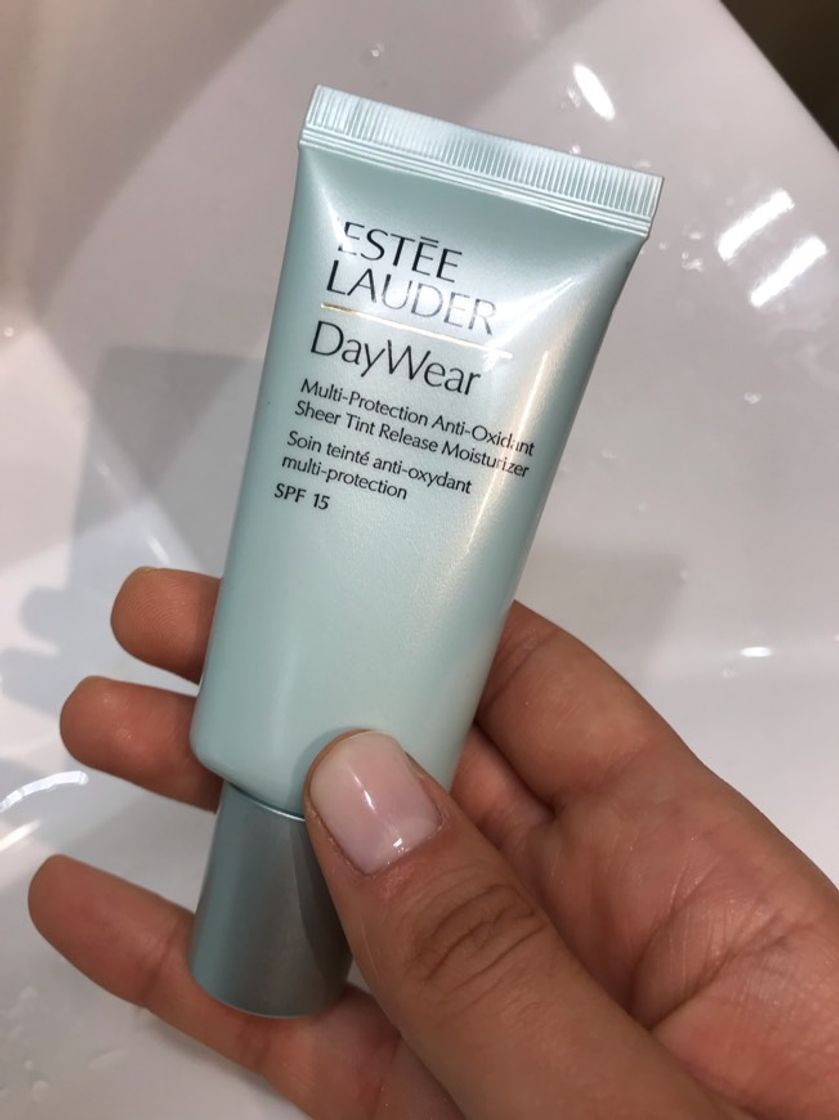 ESTĒE
LAUDER
DayWear
Multi-Protection Anti-Oxidant
Sheer Tint Release Moisturizer
Soin teinté anti-oxydant
multi-protection
SPF 15